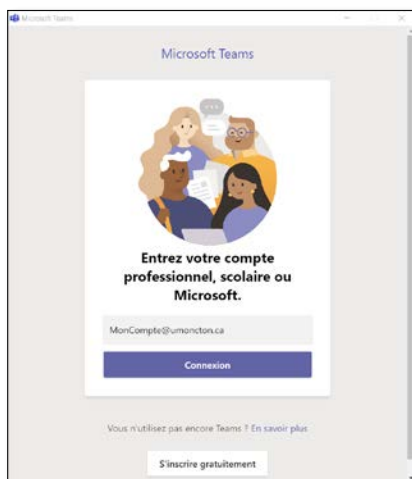 Microsoft Teams
Microsoft Teams
Entrez votre compte
professionnel, scolaire ou
Microsoft.
MonCompte@umoncton.ca
Connexion
Vous n'utilisez pas encore Teams ? En savoir plus
S'inscrire gratuitement